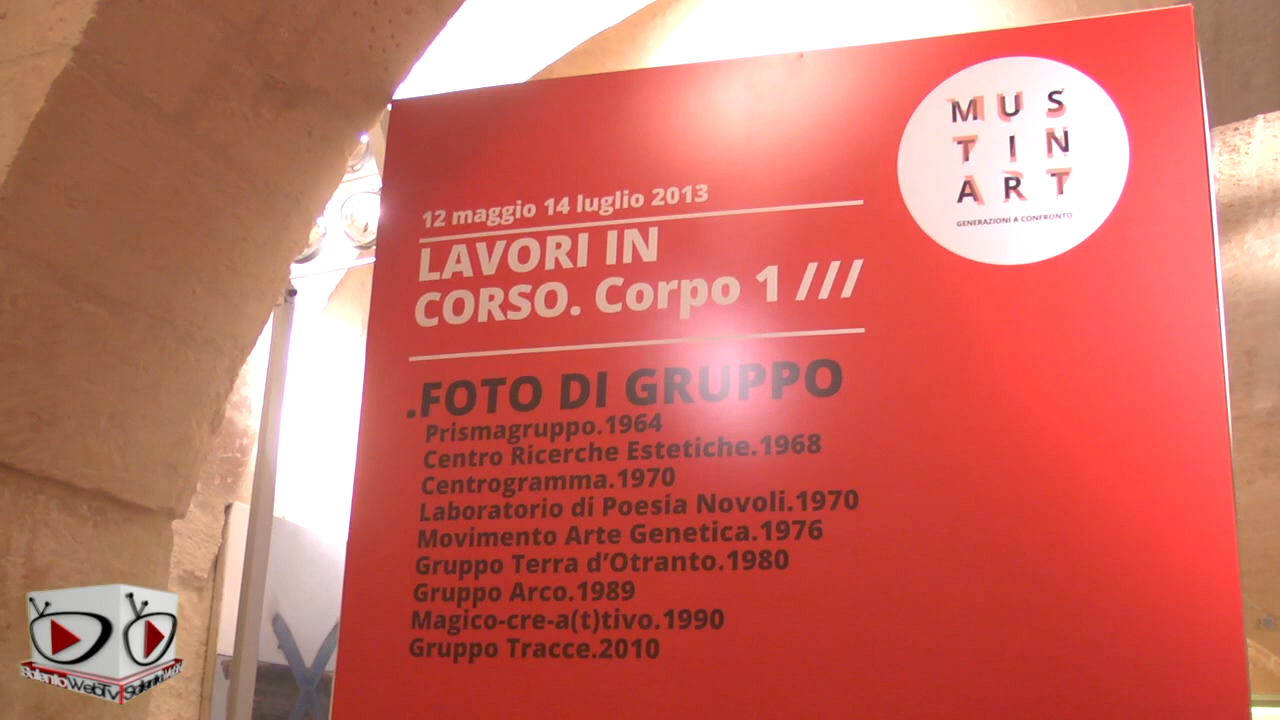 MUS
TIN
ART
GENERAZIONI A CONFRONTO
12 maggio 14 luglio 2013
LAVORI IN
CORSO. Corpo 1 ///
.FOTO DI GRUPPO
Prismagruppo.1964
Centro Ricerche Estetiche.1968
Centrogramma.1970
Laboratorio di Poesia Novoli.1970
Movimento Arte Genetica.1976
Gruppo Terra d’Otranto.1980
Gruppo Arco.1989
Magico-cre-a(t)tivo.1990
Gruppo Tracce.2010
SalentoWebTv